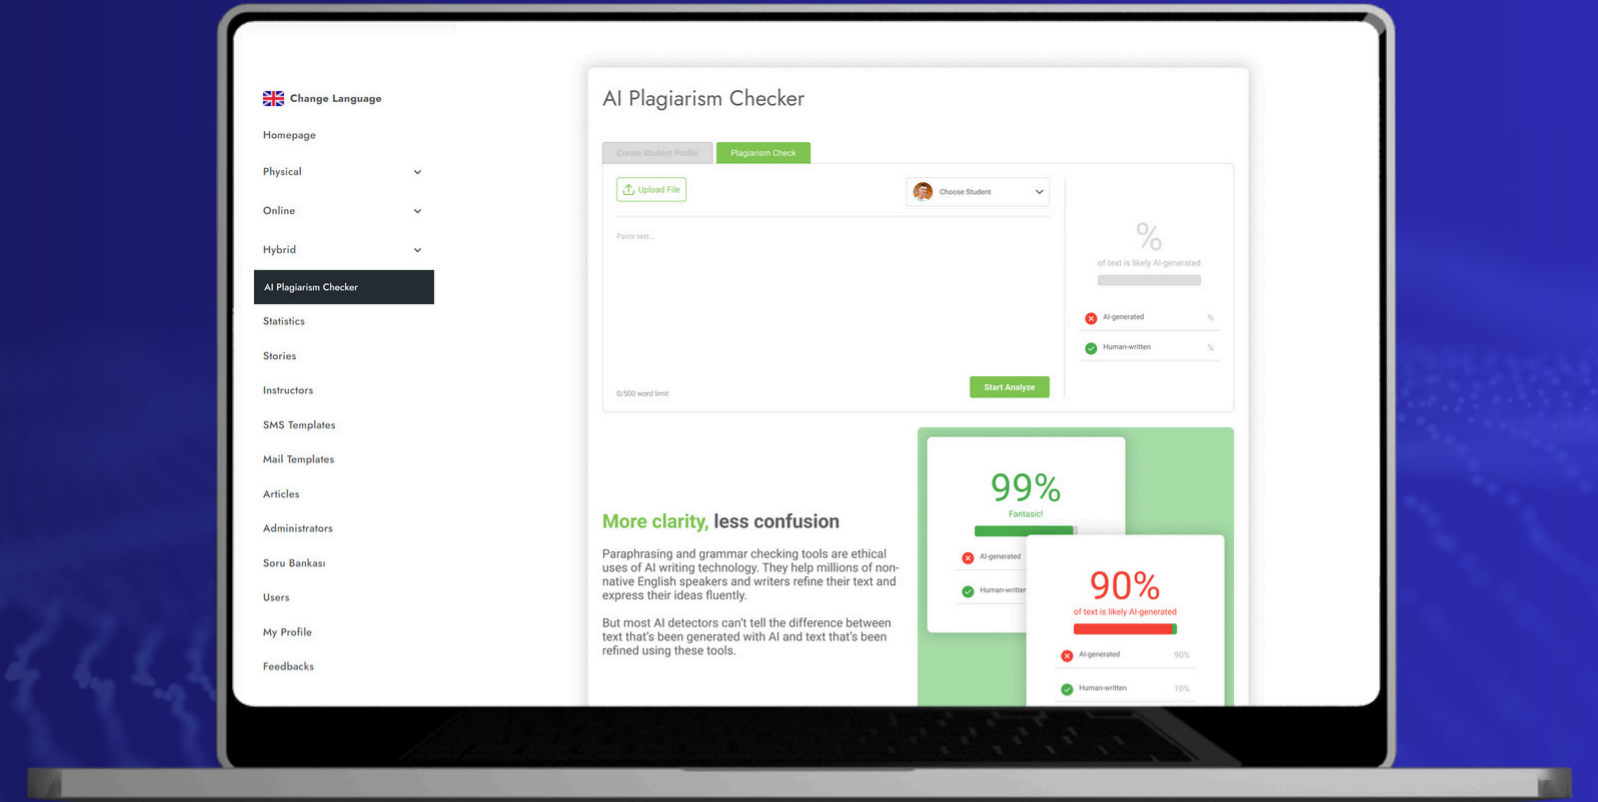 Change Language
Homepage
Physical
Online
Hybrid
AI Plagiarism Checker
Statistics
Stories
Instructors
SMS Templates
Mail Templates
Articles
Administrators
Soru Bankası
Users
My Profile
Feedbacks
AI Plagiarism Checker
Create Student Profile
Plagiarism Check
Upload File
Choose Student
Paste text...
0/500 word limit
Start Analyze
%
of text is likely AI-generated
AI-generated %
Human-written %
More clarity, less confusion
Paraphrasing and grammar checking tools are ethical
uses of AI writing technology. They help millions of non-
native English speakers and writers refine their text and
express their ideas fluently.
But most AI detectors can't tell the difference between
text that's been generated with AI and text that's been
refined using these tools.
99%
Fantasic!
AI-generated
Human-written
90%
of text is likely AI-generated
AI-generated 90%
Human-written 10%